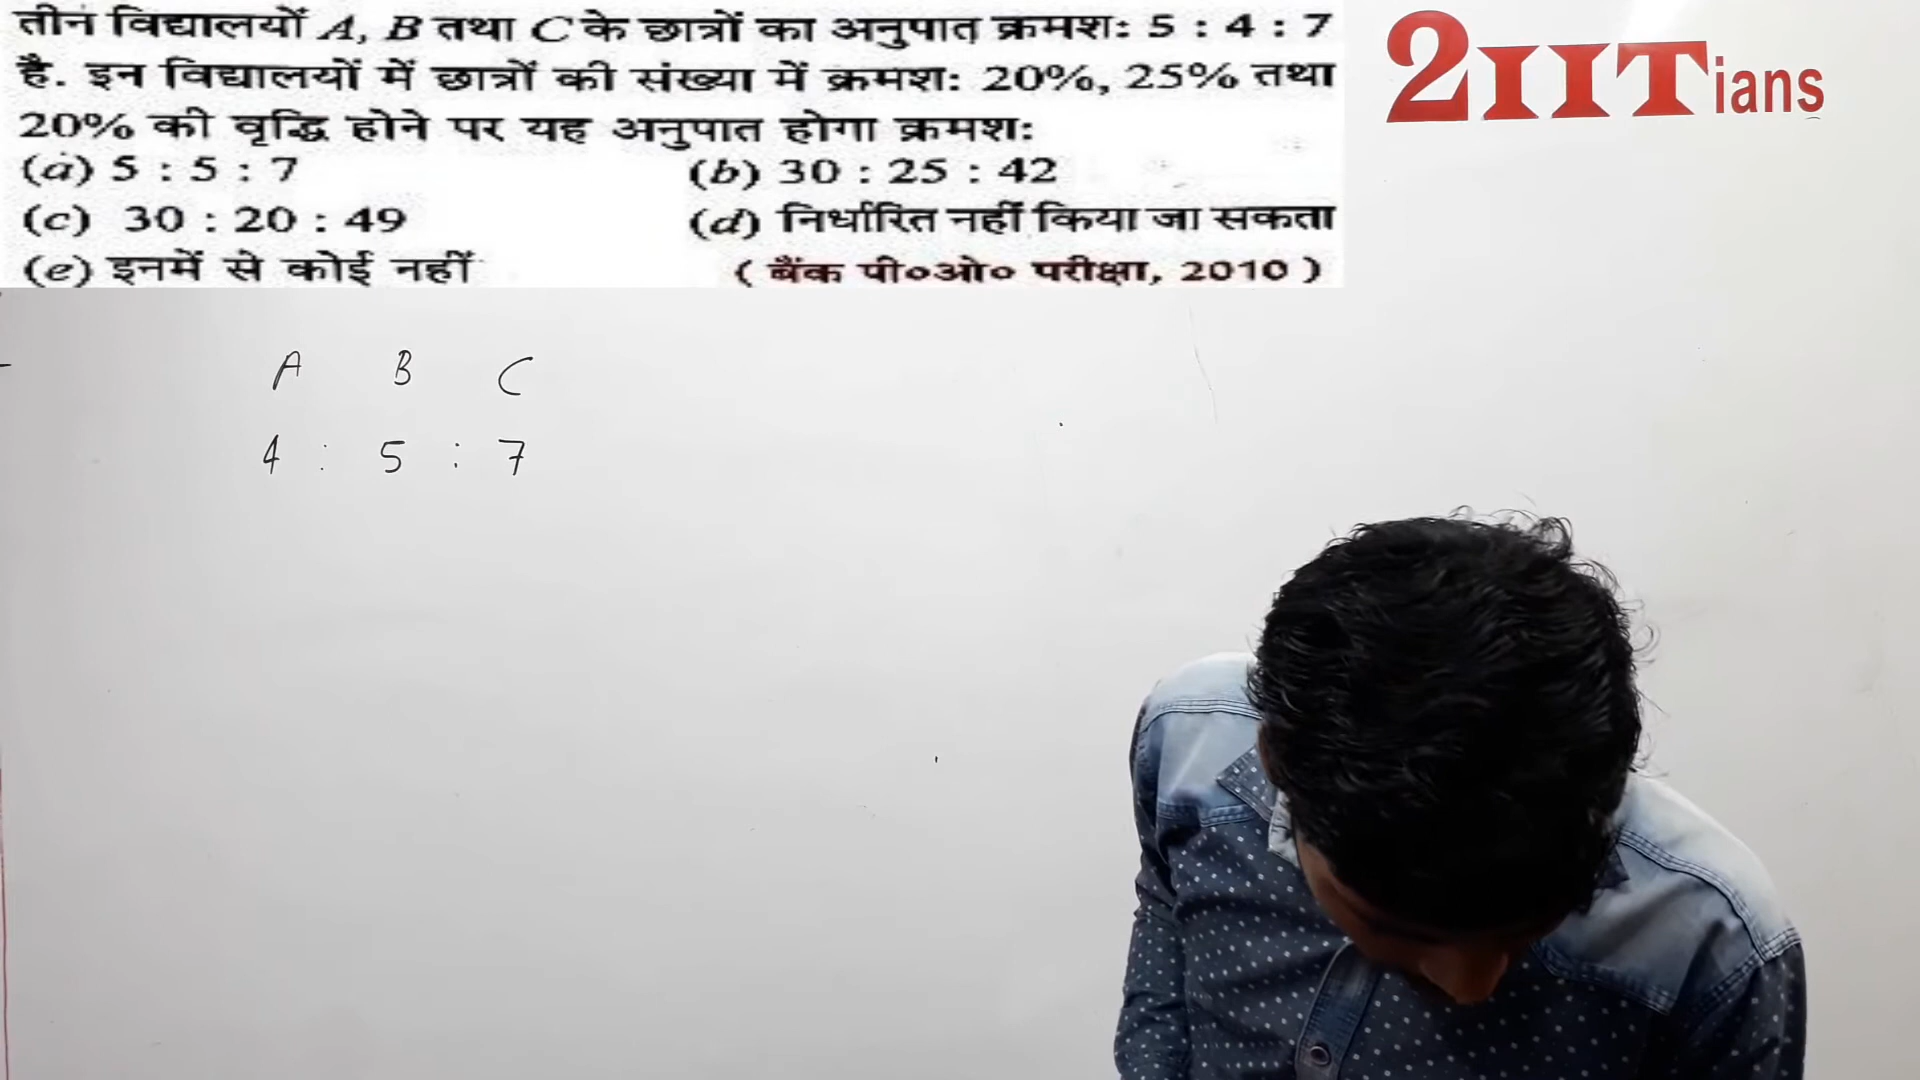 तीन विद्यालयों A, B तथा C के छात्रों का अनुपात क्रमशः 5 : 4 : 7
है. इन विद्यालयों में छात्रों की संख्या में क्रमशः 20%, 25% तथा
20% की वृद्धि होने पर यह अनुपात होगा क्रमशः
(a) 5 : 5 : 7 (b) 30 : 25 : 42
(c) 30 : 20 : 49 (d) निर्धारित नहीं किया जा सकता
(e) इनमें से कोई नहीं ( बैंक पी०ओ० परीक्षा, 2010 )
2IITians
A B C
4 : 5 : 7